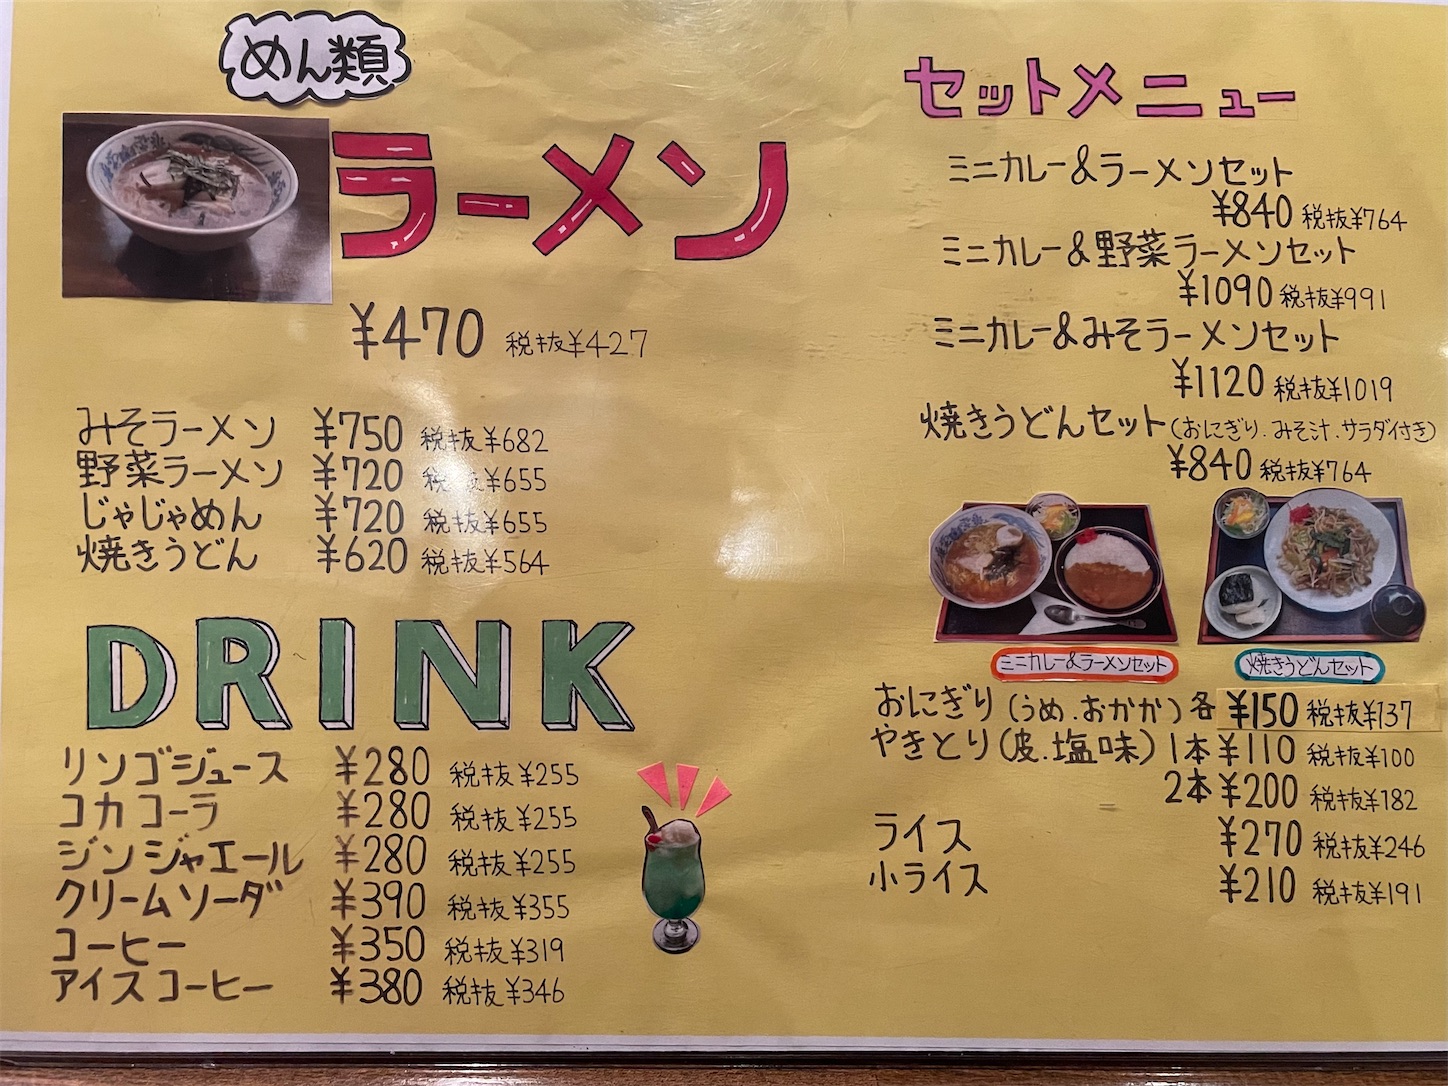 めん類
ラーメン
¥470 税抜¥427
みそラーメン ¥750 税抜¥682
野菜ラーメン ¥720 税抜¥655
じゃじゃめん ¥720 税抜¥655
焼きうどん ¥620 税抜¥564
DRINK
リンゴジュース ¥280 税抜¥255
コカコーラ ¥280 税抜¥255
ジンジャエール ¥280 税抜¥255
クリームソーダ ¥390 税抜¥355
コーヒー ¥350 税抜¥319
アイスコーヒー ¥380 税抜¥346
セットメニュー
ミニカレー&ラーメンセット
¥840 税抜¥764
ミニカレー&野菜ラーメンセット
¥1090 税抜¥991
ミニカレー&みそラーメンセット
¥1120 税抜¥1019
焼きうどんセット(おにぎり.みそ汁.サラダ付き)
¥840 税抜¥764
ミニカレー&ラーメンセット
焼きうどんセット
おにぎり(うめ.おかか)各 ¥150 税抜¥137
やきとり(皮.塩味)1本¥110 税抜¥100
2本¥200 税抜¥182
ライス ¥270 税抜¥246
小ライス ¥210 税抜¥191